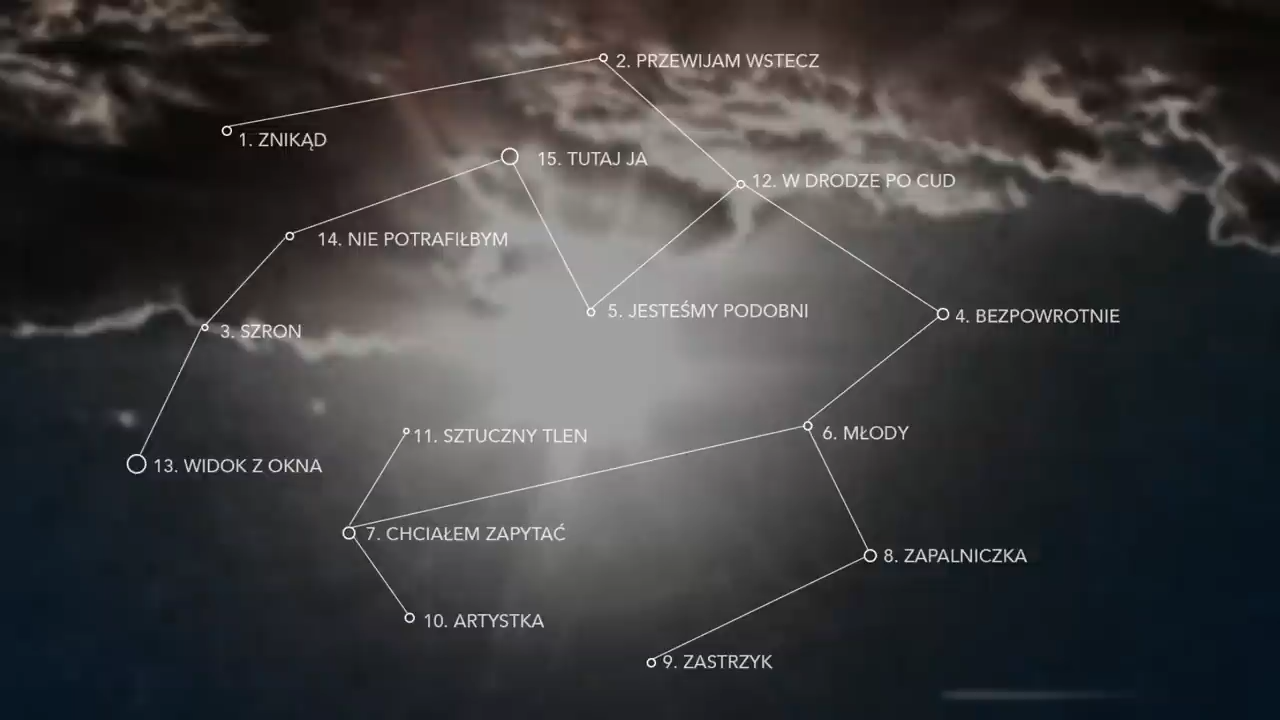 2. PRZEWIJAM WSTECZ
1. ZNIKĄD
15. TUTAJ JA
12. W DRODZE PO CUD
14. NIE POTRAFIŁBYM
5. JESTEŚMY PODOBNI
4. BEZPOWROTNIE
3. SZRON
6. MŁODY
11. SZTUCZNY TLEN
13. WIDOK Z OKNA
7. CHCIAŁEM ZAPYTAĆ
8. ZAPALNICZKA
10. ARTYSTKA
9. ZASTRZYK